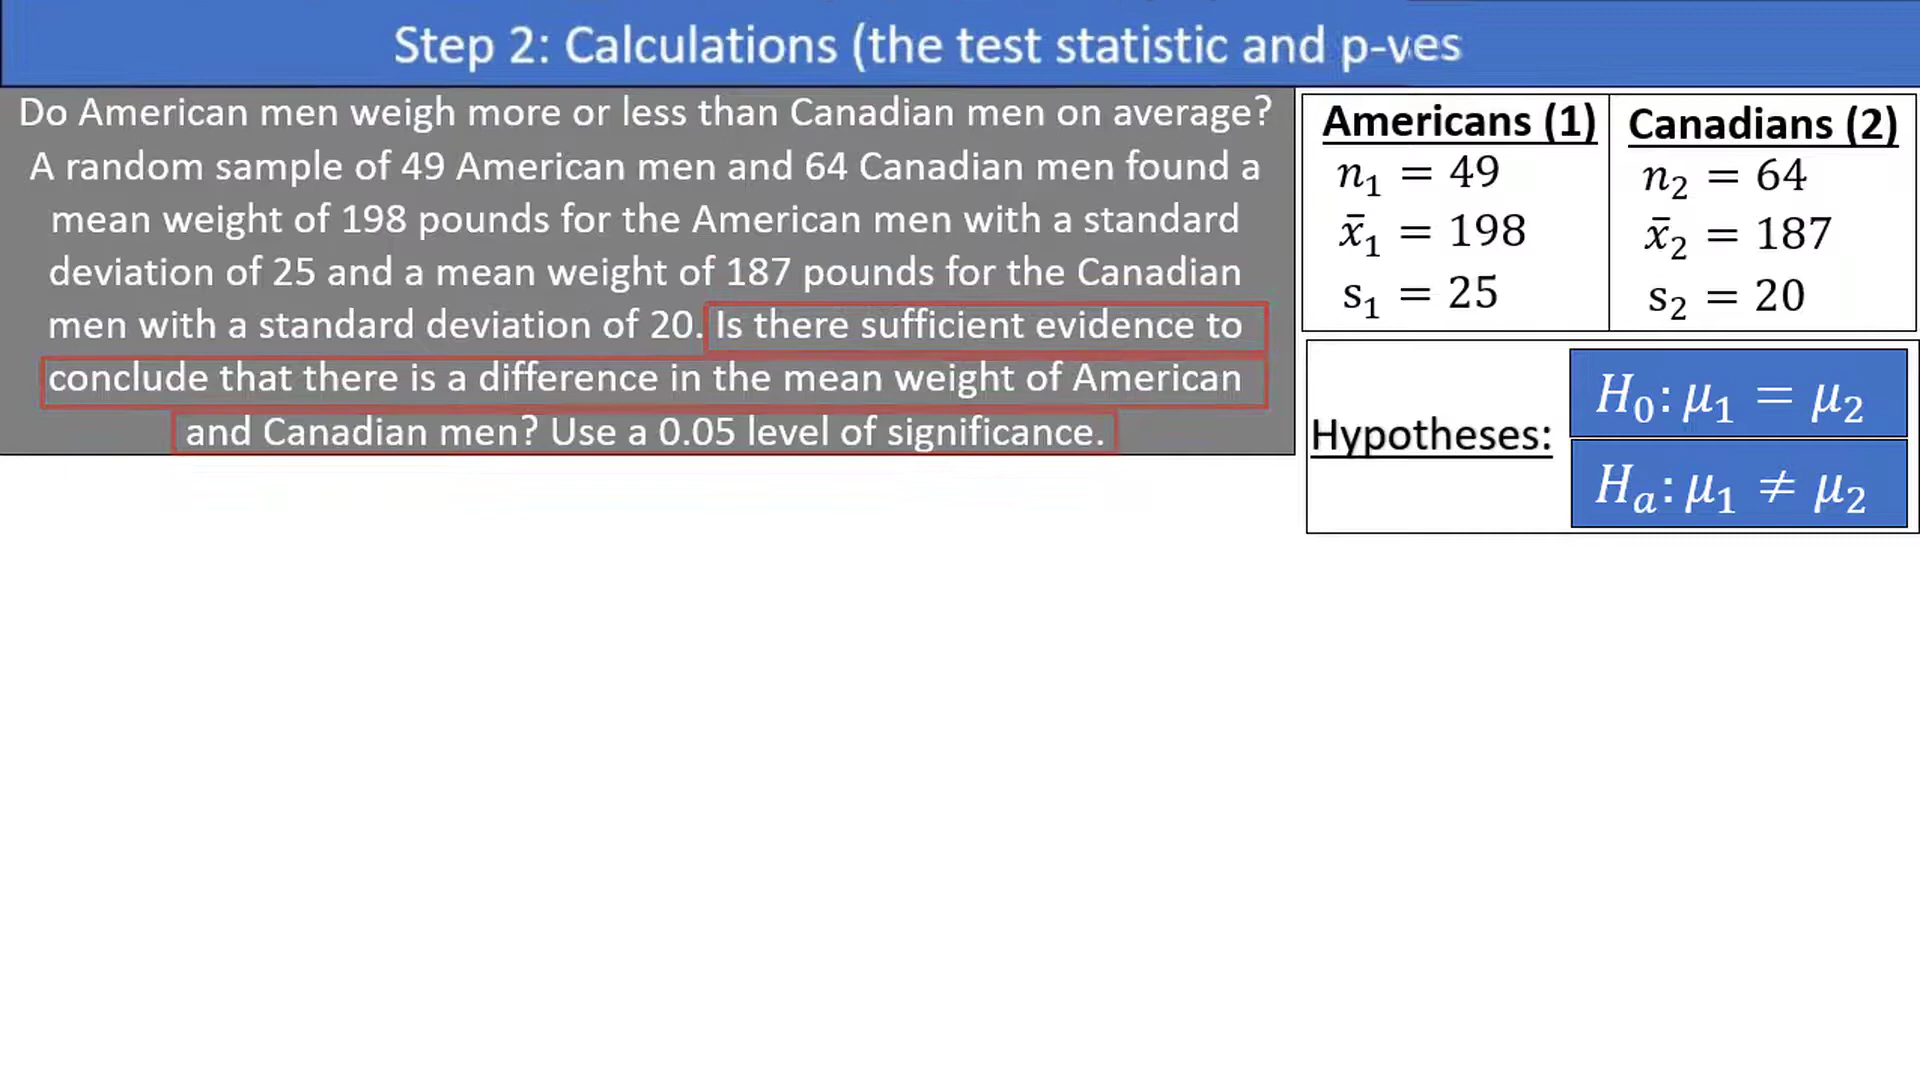 Step 2: Calculations (the test statistic and p-ves
Do American men weigh more or less than Canadian men on average?
A random sample of 49 American men and 64 Canadian men found a
mean weight of 198 pounds for the American men with a standard
deviation of 25 and a mean weight of 187 pounds for the Canadian
men with a standard deviation of 20. Is there sufficient evidence to
conclude that there is a difference in the mean weight of American
and Canadian men? Use a 0.05 level of significance.
Americans (1)
n₁ = 49
x̄₁ = 198
s₁ = 25
Canadians (2)
n₂ = 64
x̄₂ = 187
s₂ = 20
Hypotheses:
H₀: μ₁ = μ₂
Hₐ: μ₁ ≠ μ₂